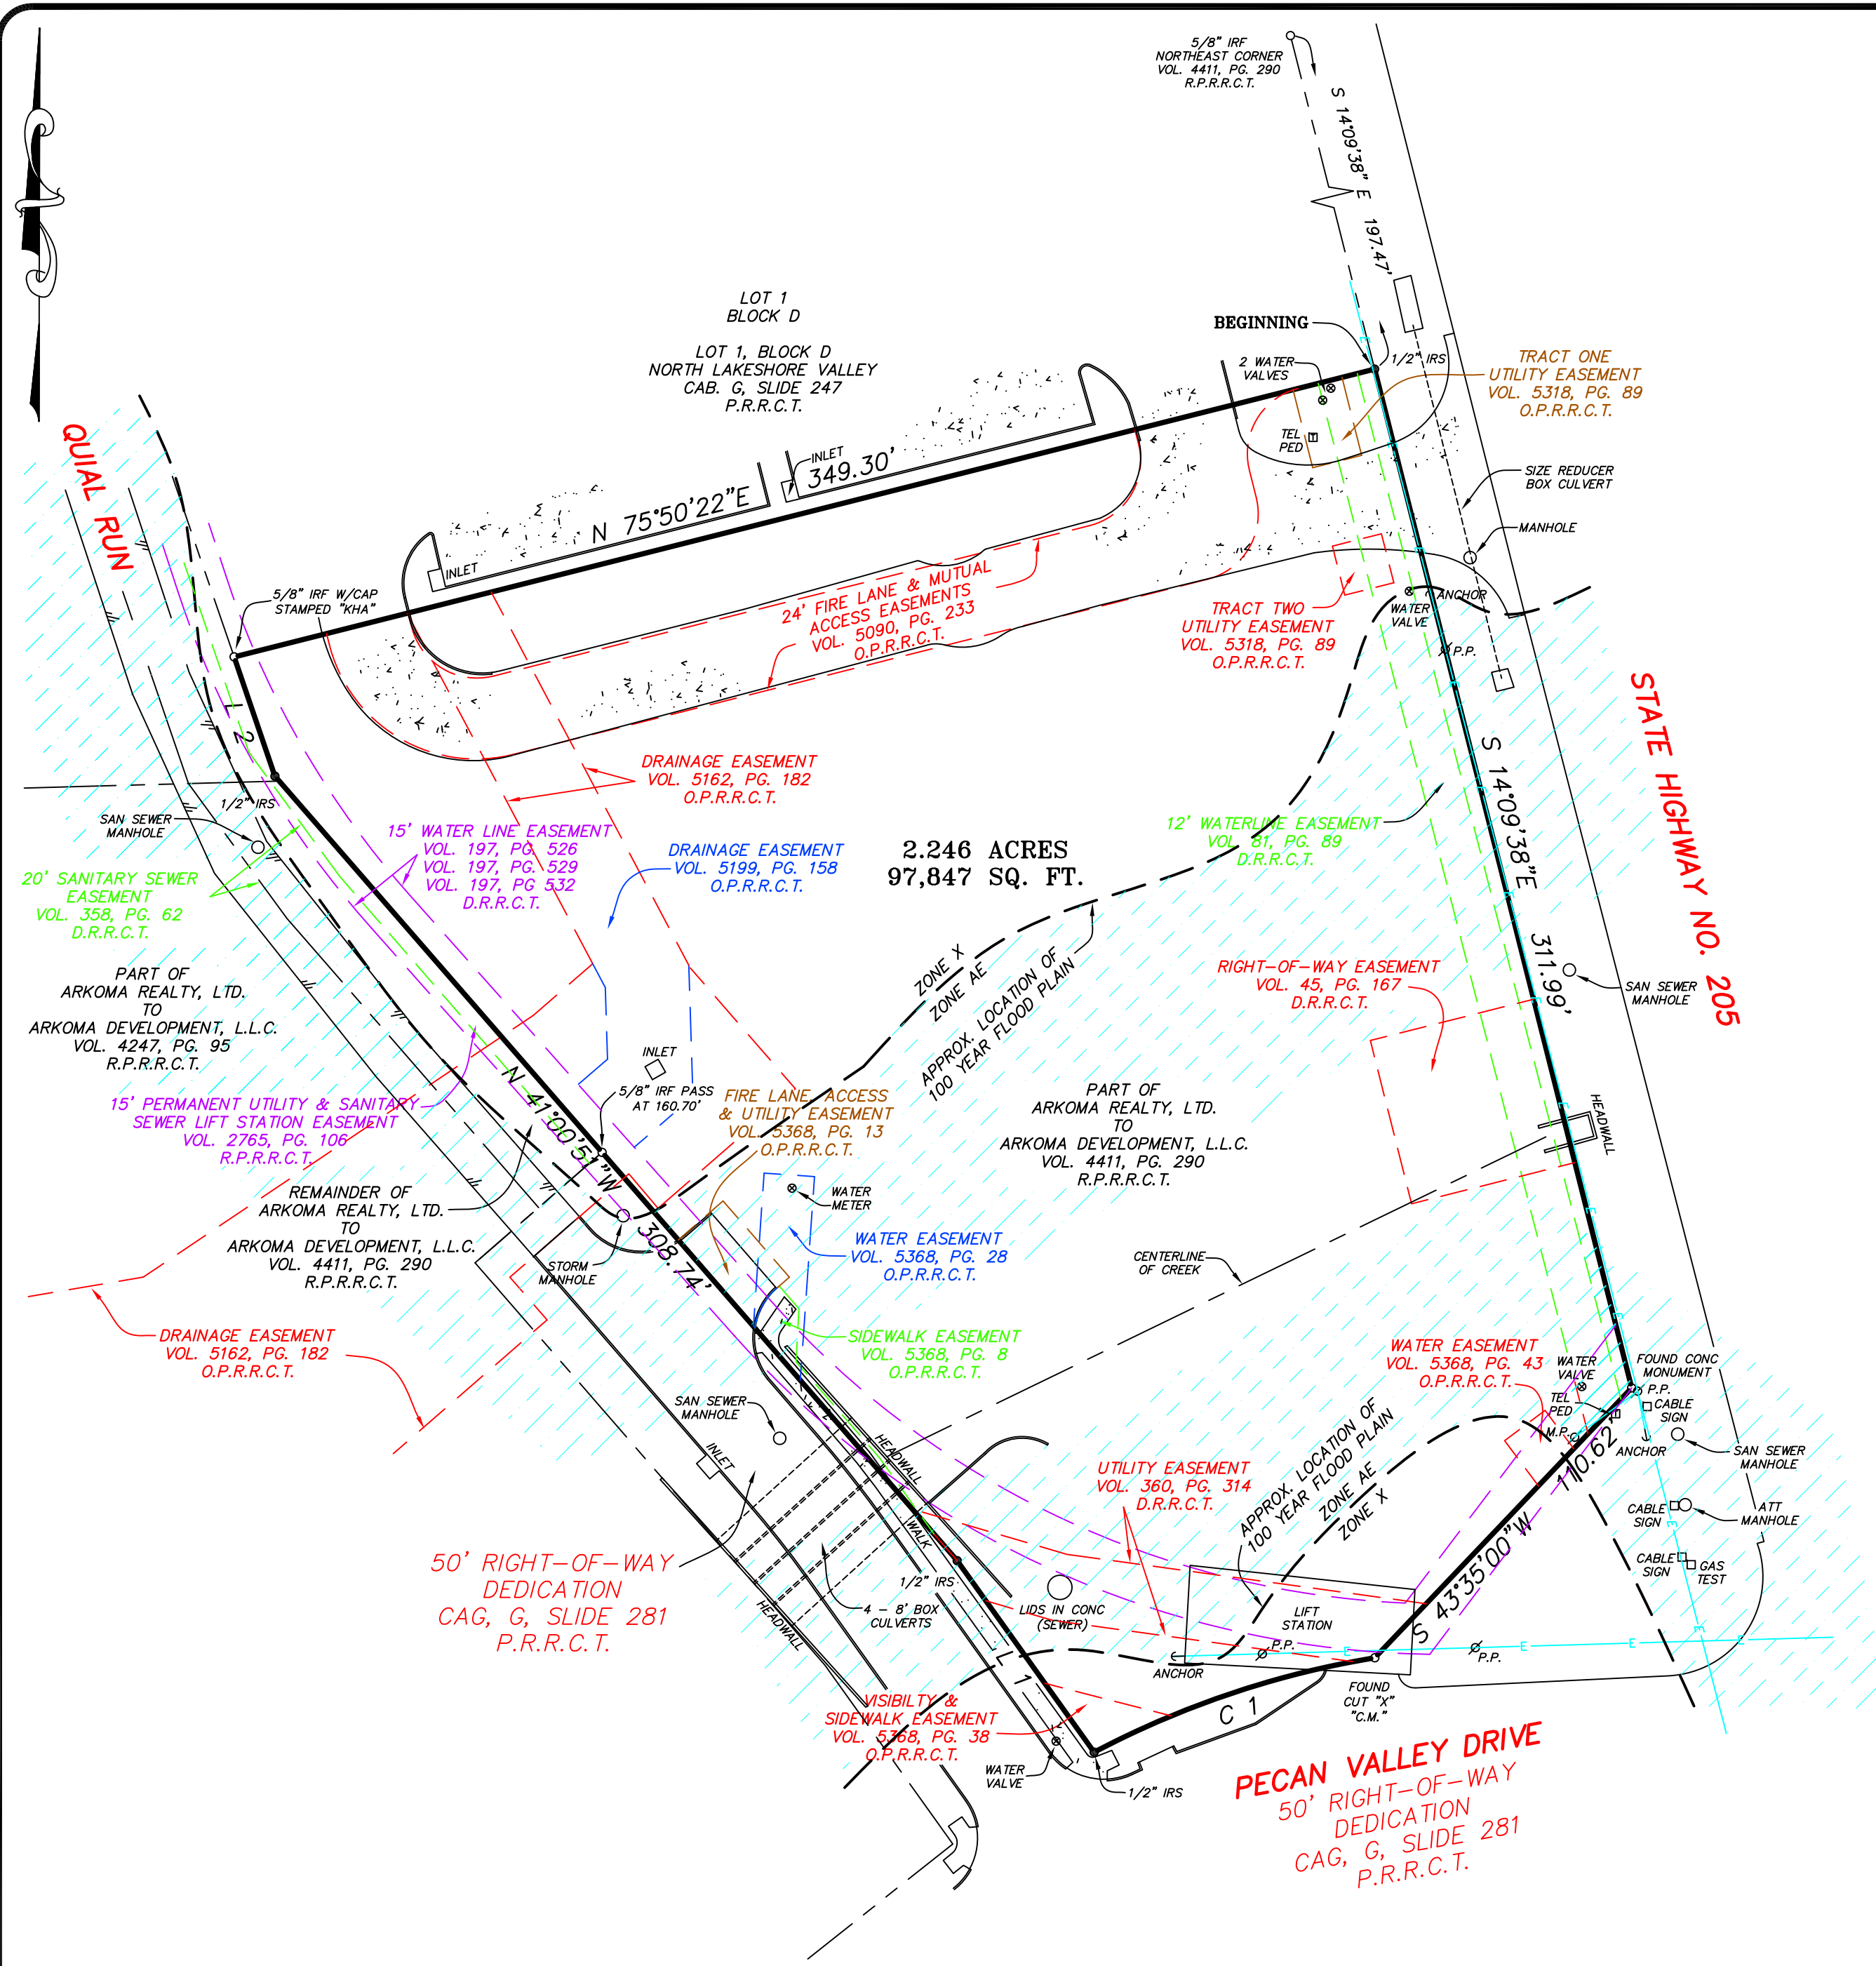 5/8" IRF
NORTHEAST CORNER
VOL. 4411, PG. 290
R.P.R.R.C.T.
S 14°09'38" E 197.47'
LOT 1
BLOCK D
LOT 1, BLOCK D
NORTH LAKESHORE VALLEY
CAB. G, SLIDE 247
P.R.R.C.T.
BEGINNING
2 WATER
VALVES
1/2" IRS
TRACT ONE
UTILITY EASEMENT
VOL. 5318, PG. 89
O.P.R.R.C.T.
TEL
PED
T
SIZE REDUCER
BOX CULVERT
MANHOLE
QUIAL RUN
INLET
349.30'
N 75°50'22"E
INLET
5/8" IRF W/CAP
STAMPED "KHA"
24' FIRE LANE & MUTUAL
ACCESS EASEMENTS
VOL. 5090, PG. 233
O.P.R.R.C.T.
TRACT TWO
UTILITY EASEMENT
VOL. 5318, PG. 89
O.P.R.R.C.T.
WATER
VALVE
ANCHOR
P.P.
STATE HIGHWAY NO. 205
L 2
1/2" IRS
SAN SEWER
MANHOLE
DRAINAGE EASEMENT
VOL. 5162, PG. 182
O.P.R.R.C.T.
15' WATER LINE EASEMENT
VOL. 197, PG. 526
VOL. 197, PG. 529
VOL. 197, PG 532
D.R.R.C.T.
DRAINAGE EASEMENT
VOL. 5199, PG. 158
O.P.R.R.C.T.
2.246 ACRES
97,847 SQ. FT.
12' WATERLINE EASEMENT
VOL. 81, PG. 89
D.R.R.C.T.
S 14°09'38"E 311.99'
20' SANITARY SEWER
EASEMENT
VOL. 358, PG. 62
D.R.R.C.T.
PART OF
ARKOMA REALTY, LTD.
TO
ARKOMA DEVELOPMENT, L.L.C.
VOL. 4247, PG. 95
R.P.R.R.C.T.
ZONE X
ZONE AE
APPROX. LOCATION OF
100 YEAR FLOOD PLAIN
RIGHT-OF-WAY EASEMENT
VOL. 45, PG. 167
D.R.R.C.T.
SAN SEWER
MANHOLE
INLET
5/8" IRF PASS
AT 160.70'
N 41°00'51"W 308.74'
15' PERMANENT UTILITY & SANITARY
SEWER LIFT STATION EASEMENT
VOL. 2765, PG. 106
R.P.R.R.C.T.
FIRE LANE, ACCESS
& UTILITY EASEMENT
VOL. 5368, PG. 13
O.P.R.R.C.T.
PART OF
ARKOMA REALTY, LTD.
TO
ARKOMA DEVELOPMENT, L.L.C.
VOL. 4411, PG. 290
R.P.R.R.C.T.
HEADWALL
REMAINDER OF
ARKOMA REALTY, LTD.
TO
ARKOMA DEVELOPMENT, L.L.C.
VOL. 4411, PG. 290
R.P.R.R.C.T.
STORM
MANHOLE
WATER
METER
WATER EASEMENT
VOL. 5368, PG. 28
O.P.R.R.C.T.
CENTERLINE
OF CREEK
DRAINAGE EASEMENT
VOL. 5162, PG. 182
O.P.R.R.C.T.
SIDEWALK EASEMENT
VOL. 5368, PG. 8
O.P.R.R.C.T.
WATER EASEMENT
VOL. 5368, PG. 43
O.P.R.R.C.T.
WATER
VALVE
TEL
PED
M.P.
FOUND CONC
MONUMENT
P.P.
CABLE
SIGN
ANCHOR
SAN SEWER
MANHOLE
SAN SEWER
MANHOLE
INLET
HEADWALL
WALK
UTILITY EASEMENT
VOL. 360, PG. 314
D.R.R.C.T.
APPROX. LOCATION OF
100 YEAR FLOOD PLAIN
ZONE AE
ZONE X
110.62'
S 43°35'00"W
CABLE
SIGN
ATT
MANHOLE
CABLE
SIGN
GAS
TEST
50' RIGHT-OF-WAY
DEDICATION
CAG, G, SLIDE 281
P.R.R.C.T.
1/2" IRS
4 - 8' BOX
CULVERTS
HEADWALL
LIDS IN CONC
(SEWER)
LIFT
STATION
P.P.
P.P.
ANCHOR
L 1
C 1
FOUND
CUT "X"
"C.M."
VISIBILTY &
SIDEWALK EASEMENT
VOL. 5368, PG. 38
O.P.R.R.C.T.
WATER
VALVE
1/2" IRS
PECAN VALLEY DRIVE
50' RIGHT-OF-WAY
DEDICATION
CAG, G, SLIDE 281
P.R.R.C.T.
E E E E